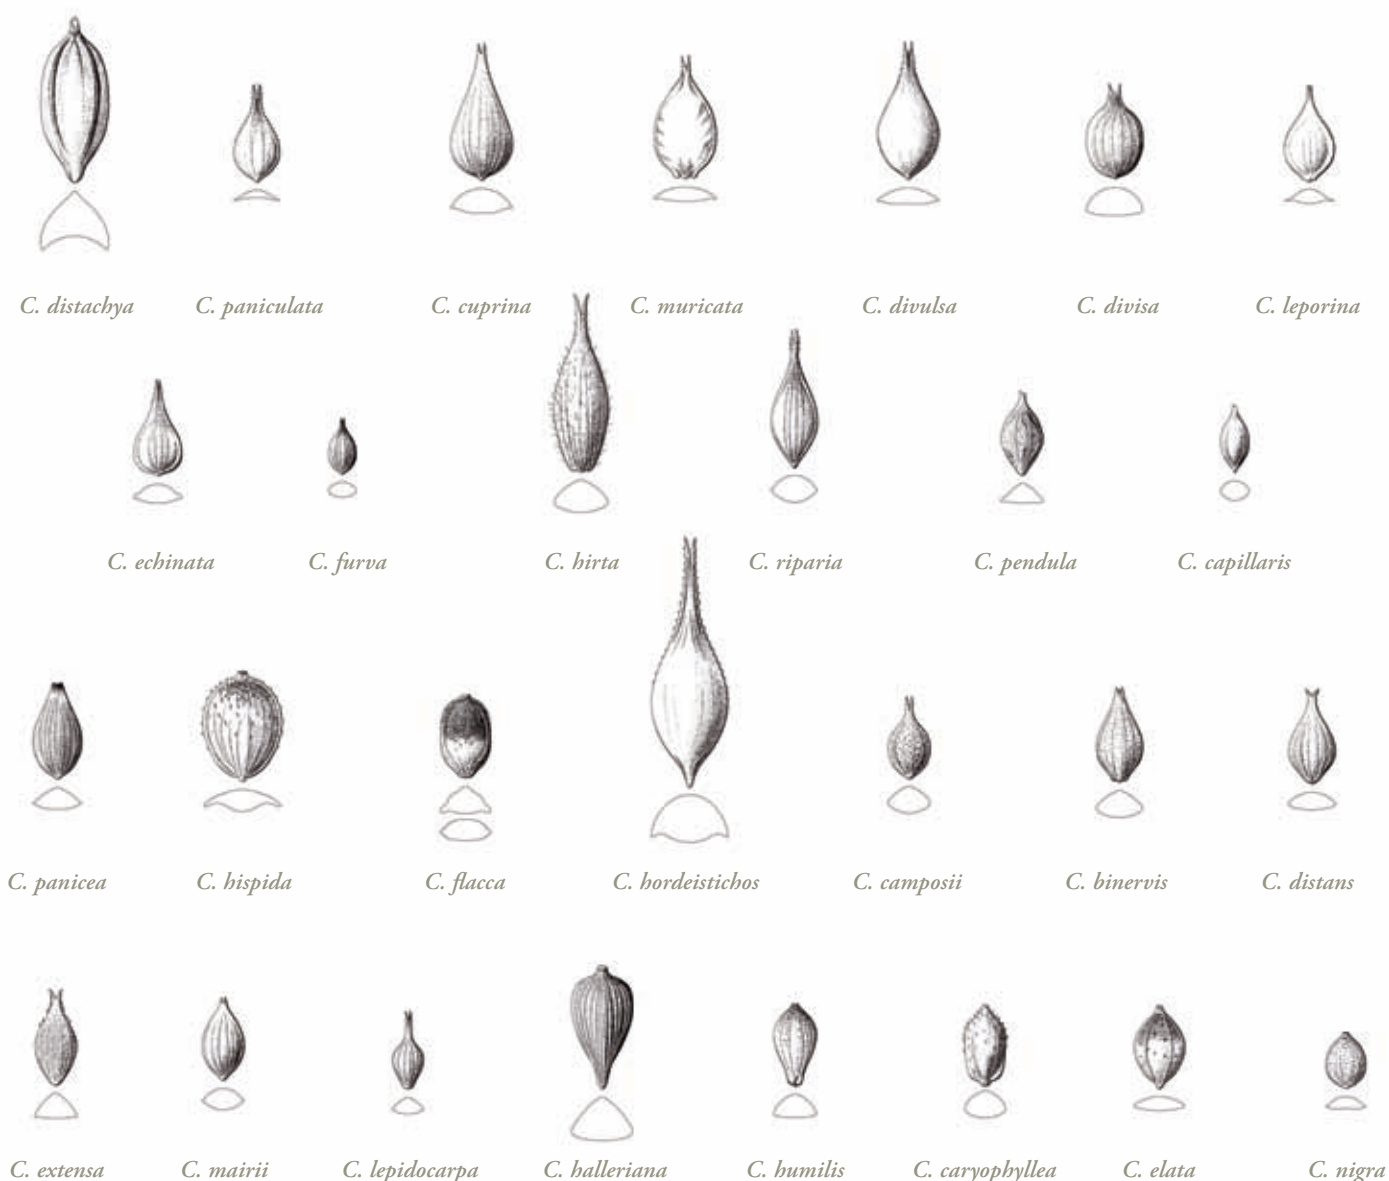 C. distachya C. paniculata C. cuprina C. muricata C. divulsa C. divisa C. leporina
C. echinata C. furva C. hirta C. riparia C. pendula C. capillaris
C. panicea C. hispida C. flacca C. hordeistichos C. camposii C. binervis C. distans
C. extensa C. mairii C. lepidocarpa C. halleriana C. humilis C. caryophyllea C. elata C. nigra